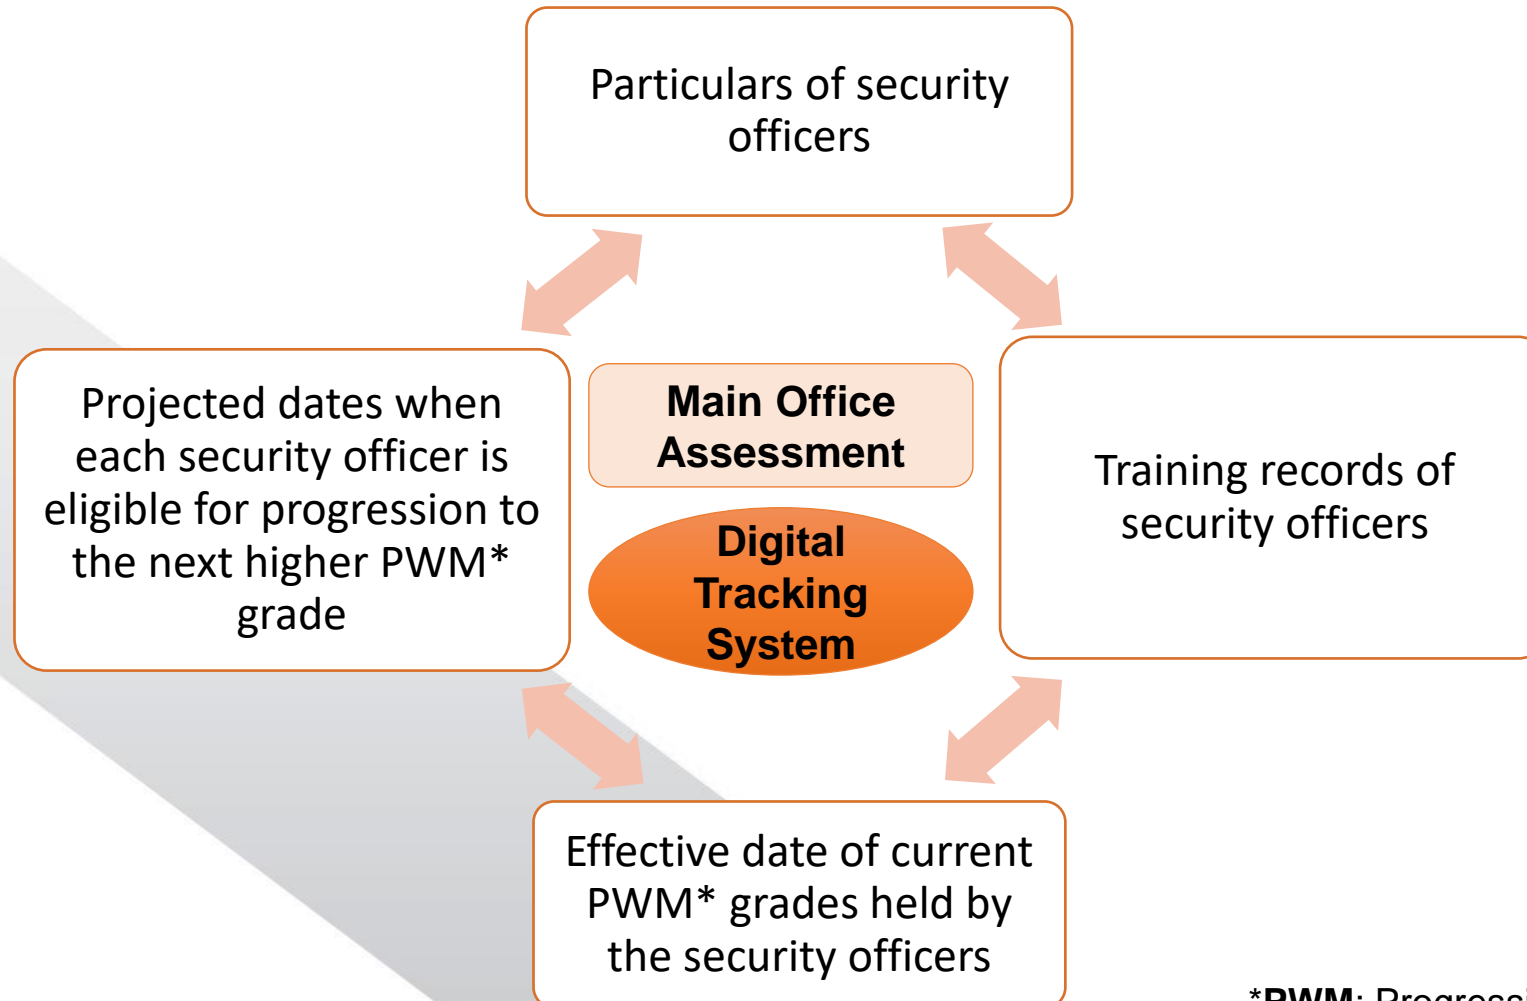 Particulars of security
officers
Projected dates when
each security officer is
eligible for progression to
the next higher PWM*
grade
Main Office
Assessment
Digital
Tracking
System
Training records of
security officers
Effective date of current
PWM* grades held by
the security officers
*PWM: